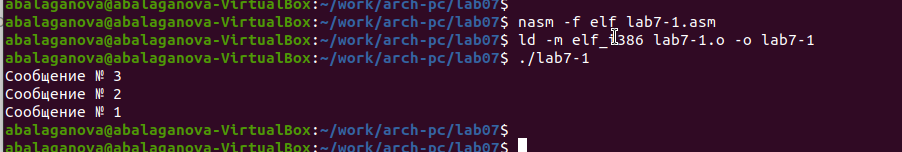 abalaganova@abalaganova-VirtualBox:~/work/arch-pc/lab07$ nasm -f elf lab7-1.asm
abalaganova@abalaganova-VirtualBox:~/work/arch-pc/lab07$ ld -m elf_i386 lab7-1.o -o lab7-1
abalaganova@abalaganova-VirtualBox:~/work/arch-pc/lab07$ ./lab7-1
Сообщение № 3
Сообщение № 2
Сообщение № 1
abalaganova@abalaganova-VirtualBox:~/work/arch-pc/lab07$
abalaganova@abalaganova-VirtualBox:~/work/arch-pc/lab07$